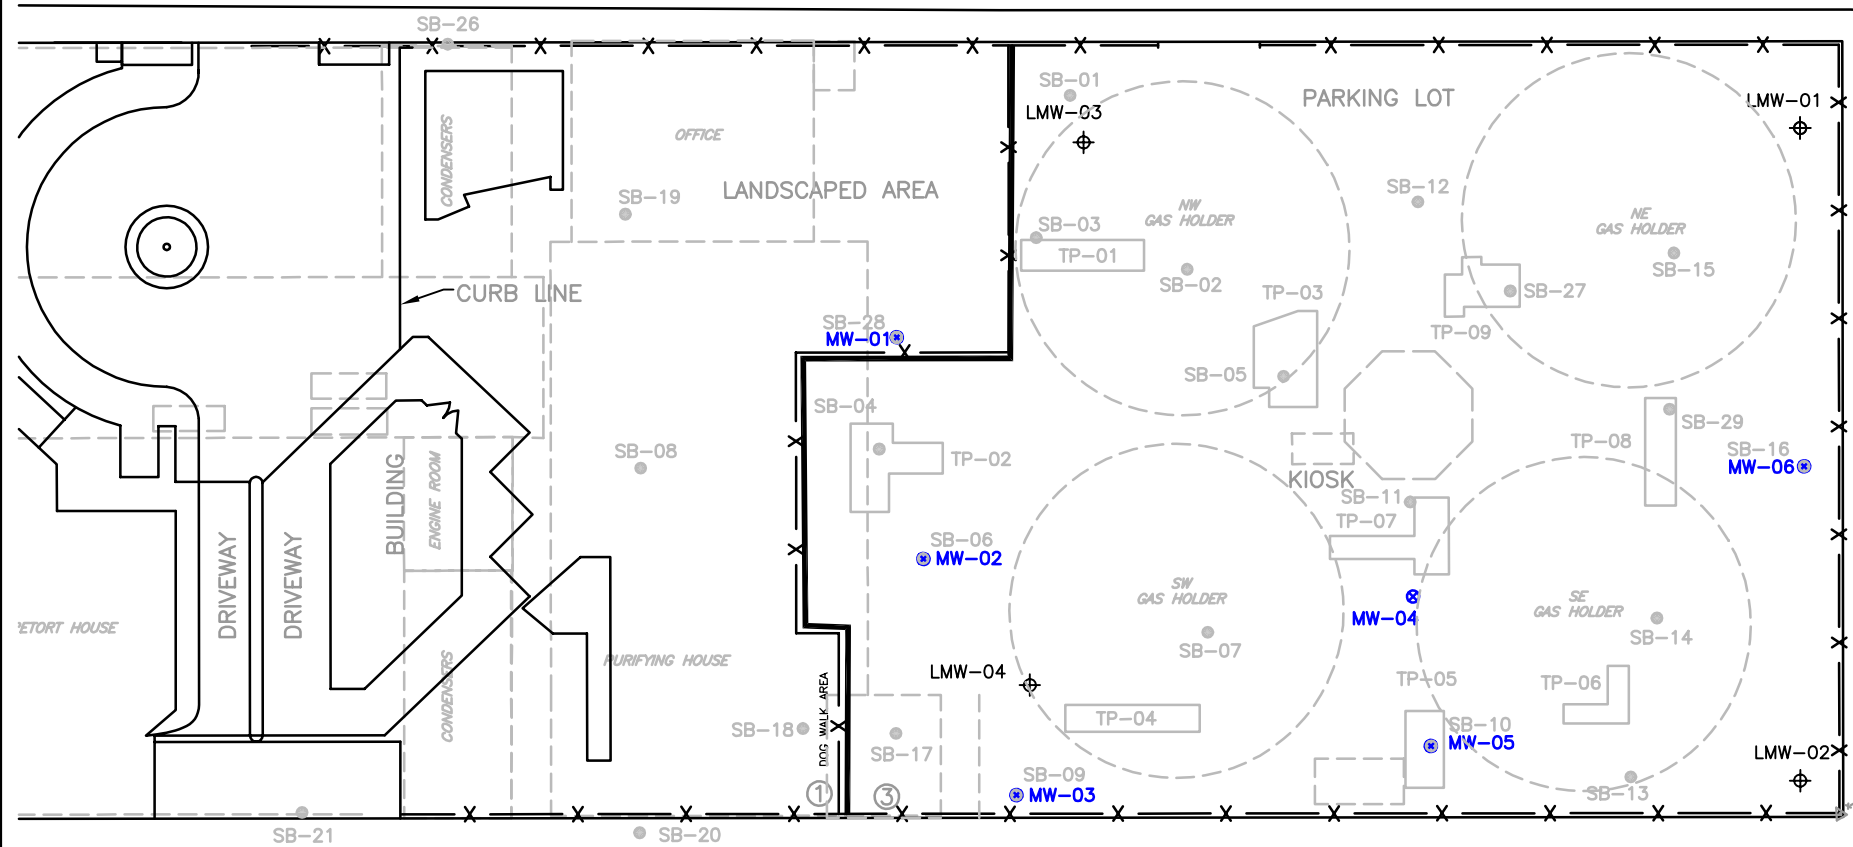 SB-26
SB-01
LMW-03
PARKING LOT
LMW-01
CONDENSERS
OFFICE
SB-19
LANDSCAPED AREA
SB-12
NW
GAS HOLDER
NE
GAS HOLDER
SB-03
TP-01
SB-02
SB-15
CURB LINE
TP-03
SB-27
SB-28
MW-01
TP-09
SB-05
SB-04
SB-29
TP-08
SB-08
TP-02
SB-16
MW-06
KIOSK
SB-11
TP-07
BUILDING
ENGINE ROOM
DRIVEWAY
DRIVEWAY
SB-06
MW-02
SW
GAS HOLDER
SE
GAS HOLDER
MW-04
ETORT HOUSE
SB-14
SB-07
PURIFYING HOUSE
LMW-04
TP-05
TP-06
CONDENSERS
DOG WALK AREA
SB-18
SB-17
TP-04
SB-10
MW-05
LMW-02
1
3
SB-09
MW-03
SB-13
SB-21
SB-20